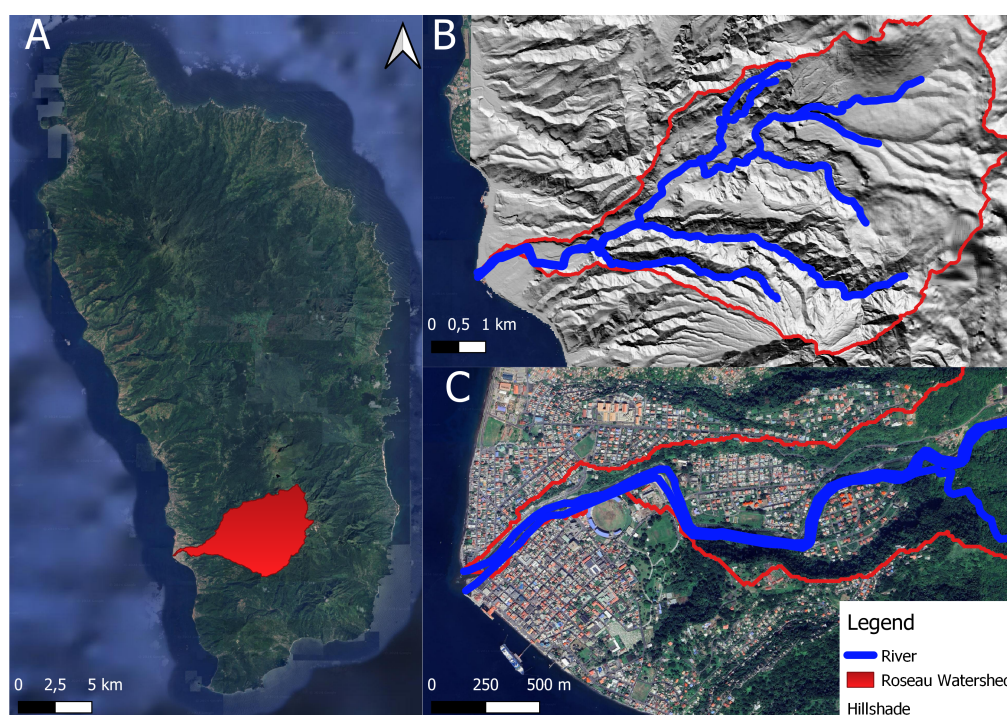 A
0 2,5 5 km
B
0 0,5 1 km
C
0 250 500 m
Legend
River
Roseau Watershed
Hillshade